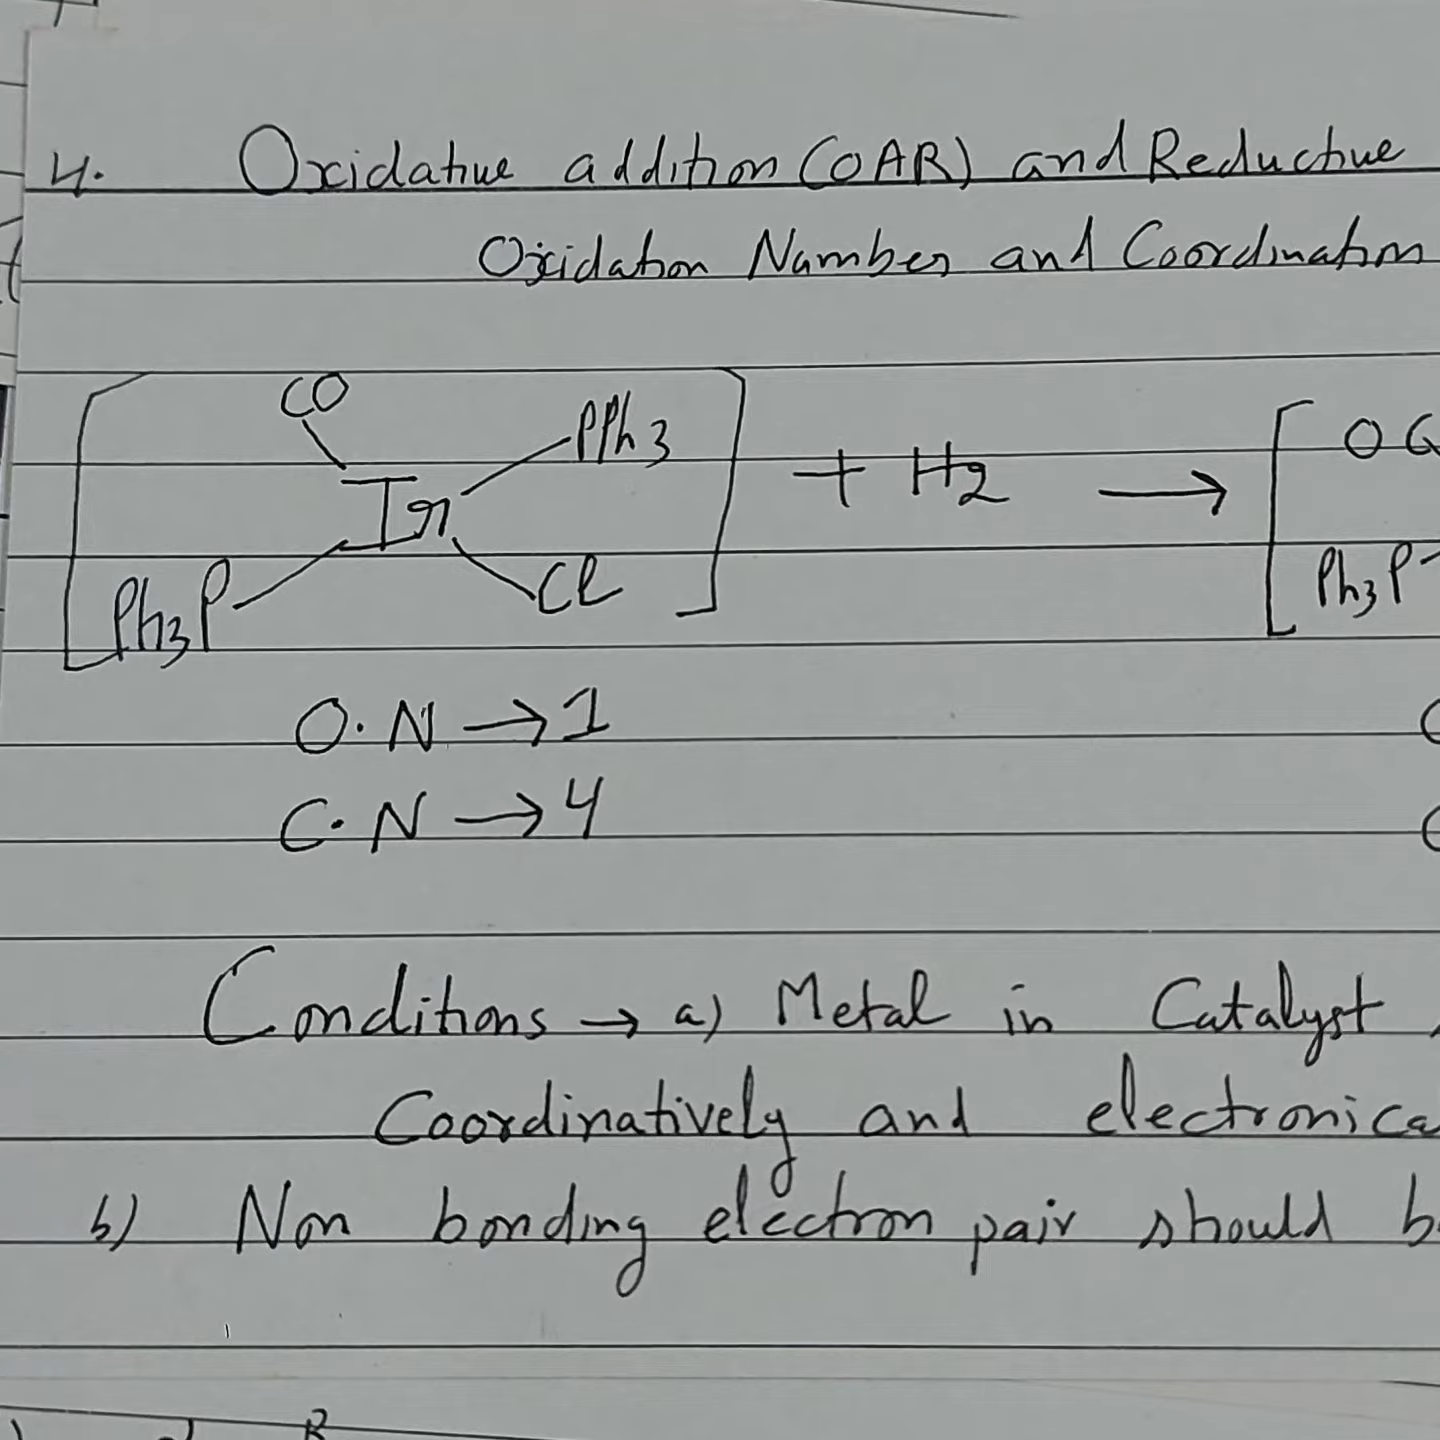 4. Oxidative addition (OAR) and Reductive
Oxidation Number and Coordination
CO
PPh3
Ir
Ph3P
Cl
+ H2 →
OC
Ph3P
O.N → 1
C.N → 4
Conditions → a) Metal in Catalyst
Coordinatively and electronica
b) Non bonding electron pair should b